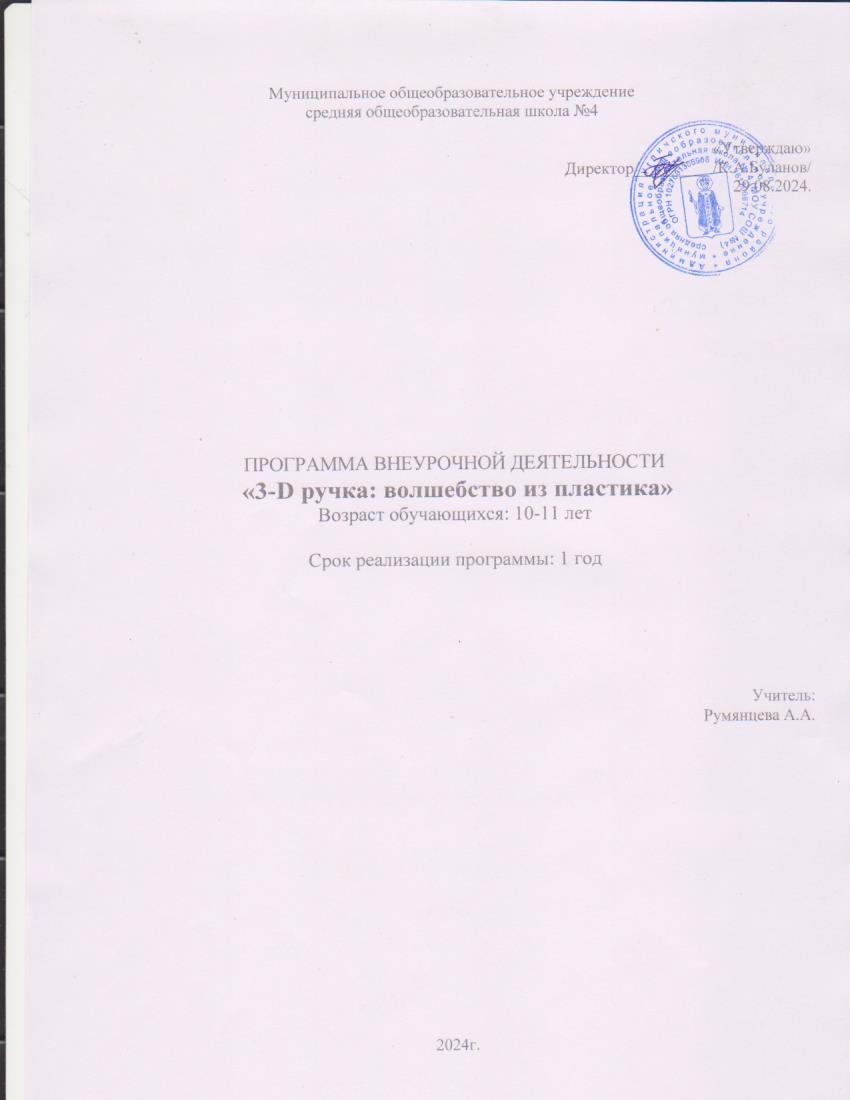 Муниципальное общеобразовательное учреждение
средняя общеобразовательная школа №4
«Утверждаю»
Директор Буланов/
29.08.2024.
ПРОГРАММА ВНЕУРОЧНОЙ ДЕЯТЕЛЬНОСТИ
«3-D ручка: волшебство из пластика»
Возраст обучающихся: 10-11 лет
Срок реализации программы: 1 год
Учитель:
Румянцева А.А.
2024г.